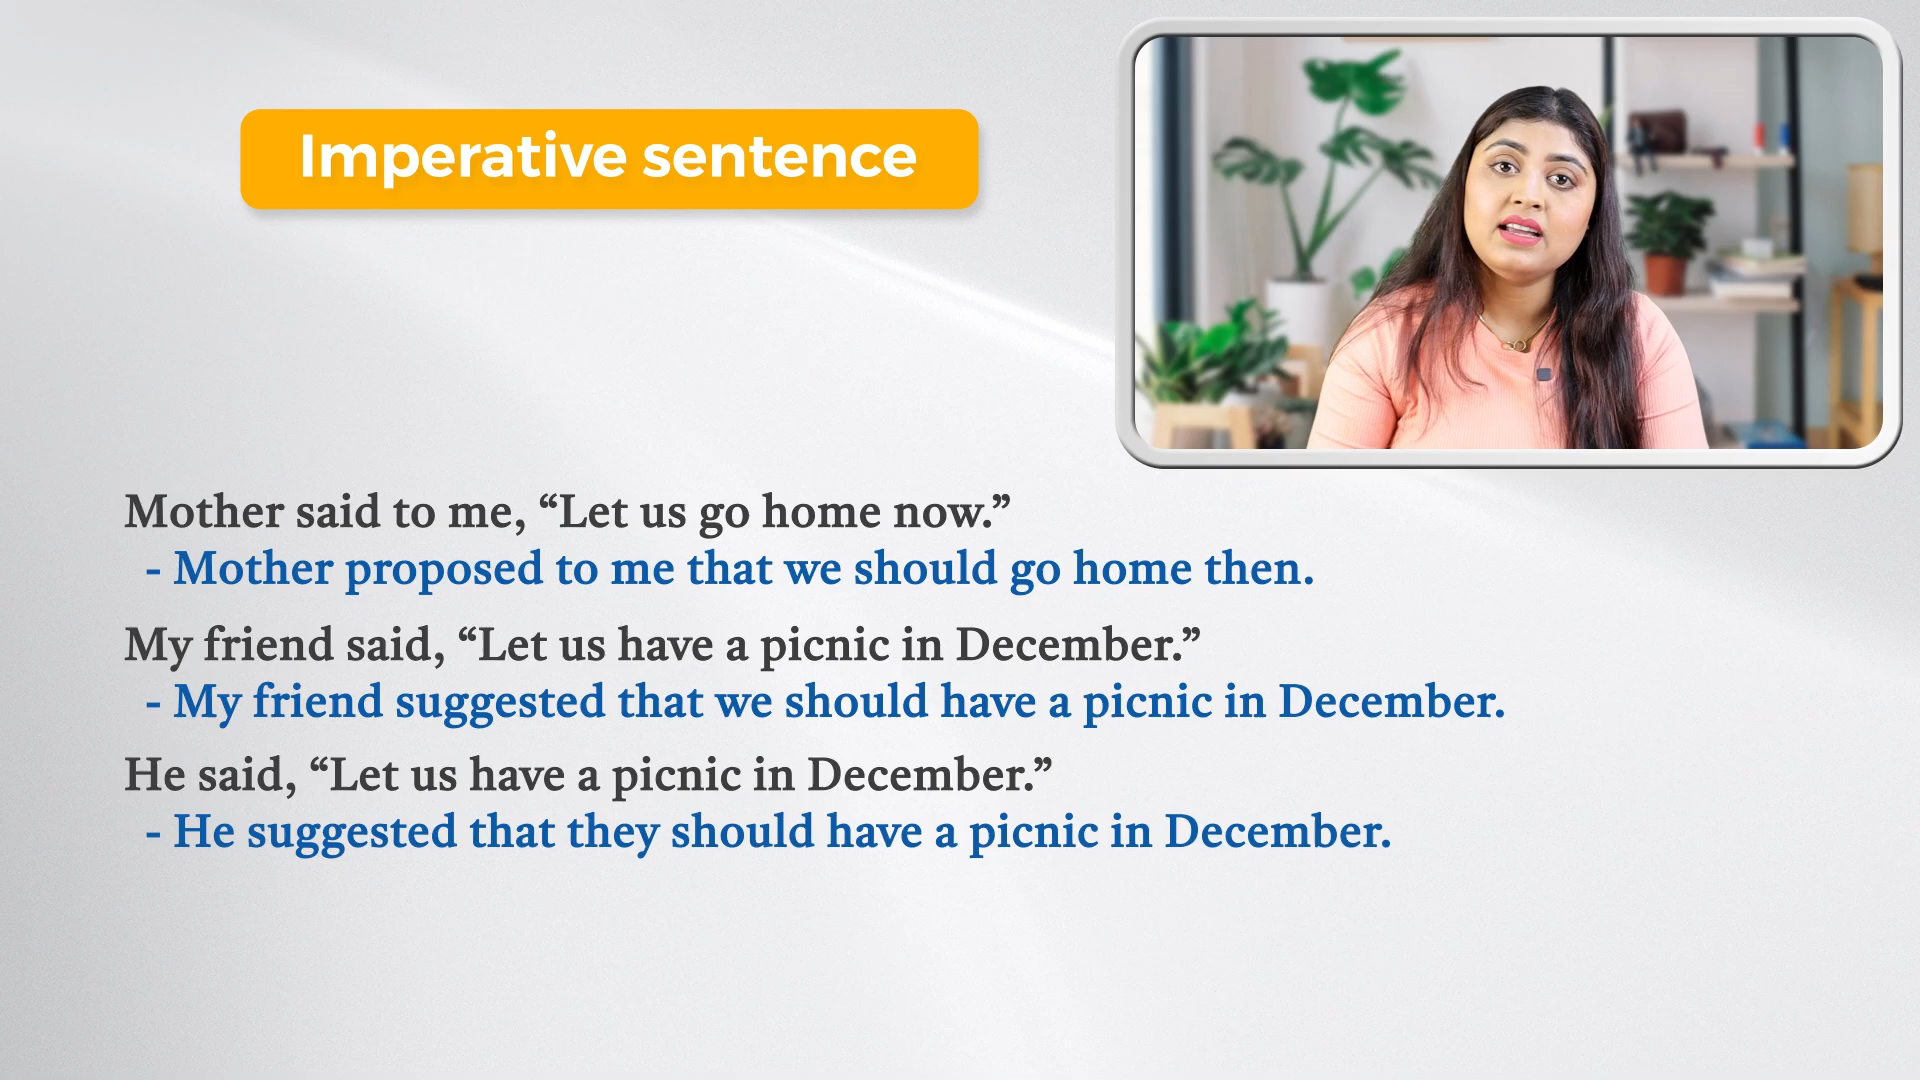 Imperative sentence
Mother said to me, “Let us go home now.”
- Mother proposed to me that we should go home then.
My friend said, “Let us have a picnic in December.”
- My friend suggested that we should have a picnic in December.
He said, “Let us have a picnic in December.”
- He suggested that they should have a picnic in December.